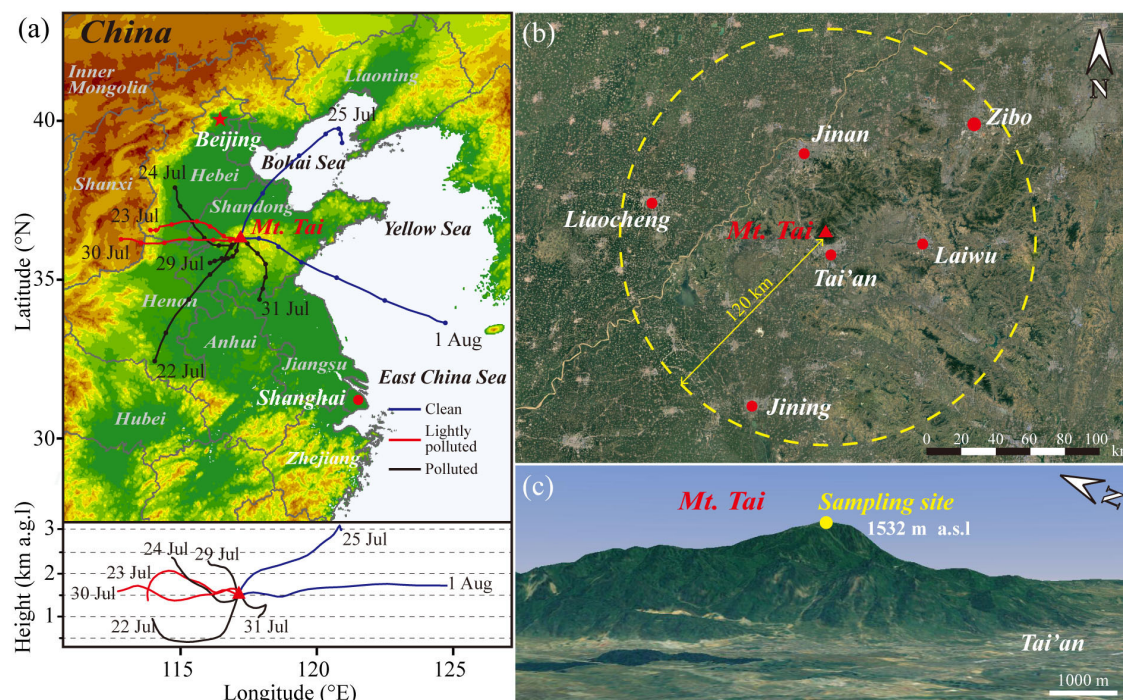 (a)
China
Inner
Mongolia
Liaoning
25 Jul
Beijing
Bohai Sea
24 Jul
Hebei
Shanxi
Shandong
23 Jul
Mt. Tai
Yellow Sea
30 Jul
29 Jul
Henan
31 Jul
1 Aug
Anhui
22 Jul
Jiangsu
East China Sea
Shanghai
Hubei
Zhejiang
Clean
Lightly
polluted
Polluted
40
35
30
Latitude (°N)
3
2
1
Height (km a.g.l)
24 Jul
29 Jul
25 Jul
23 Jul
30 Jul
1 Aug
22 Jul
31 Jul
115
120
125
Longitude (°E)
(b)
N
Zibo
Jinan
Liaocheng
Mt. Tai
Laiwu
Tai'an
120 km
Jining
0 20 40 60 80 100
km
(c)
N
Mt. Tai
Sampling site
1532 m a.s.l
Tai'an
1000 m